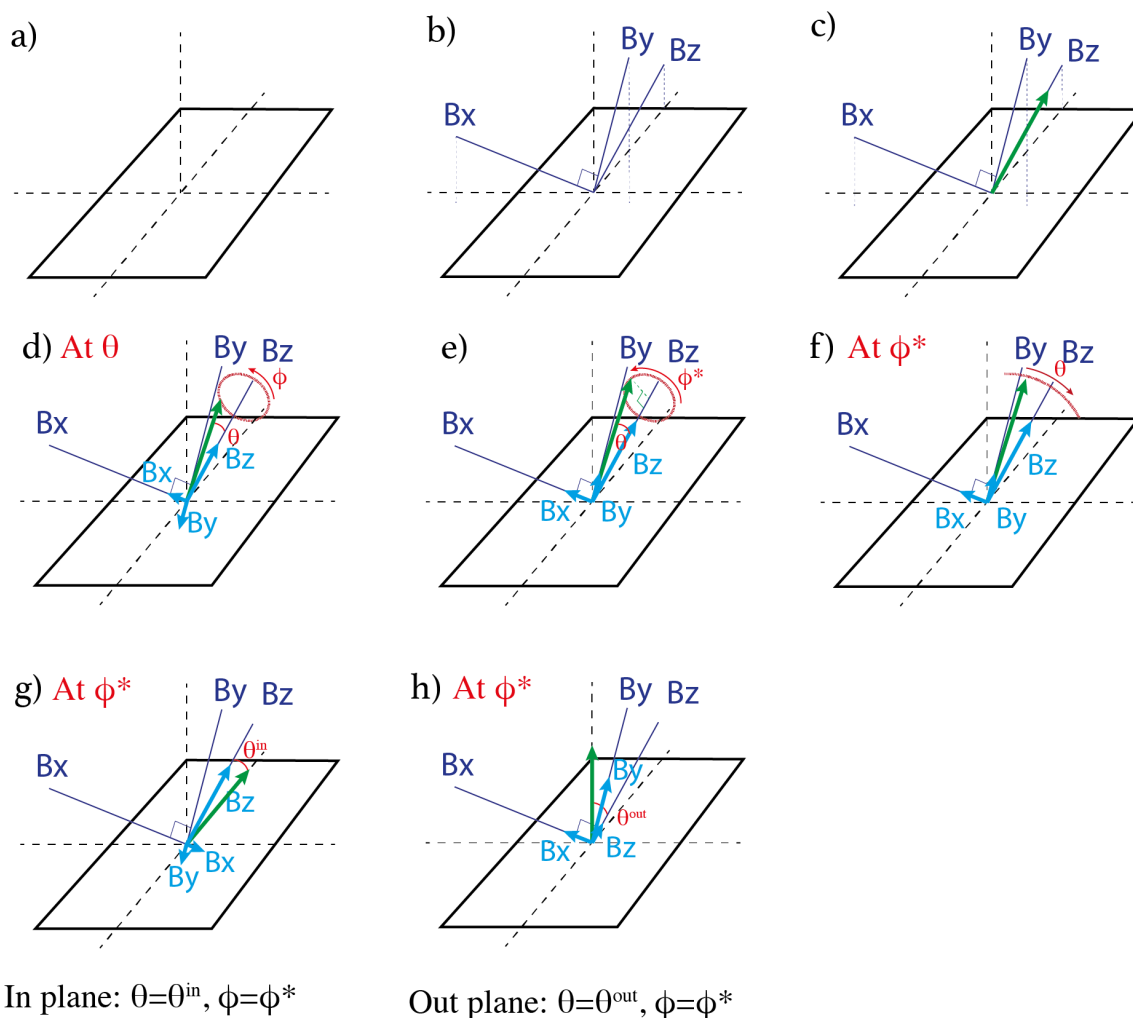 a)
b)
By
Bz
Bx
c)
By
Bz
Bx
d) At θ
By
Bz
ϕ
Bx
θ
Bz
Bx
By
e)
By
Bz
ϕ*
Bx
θ
Bz
Bx
By
f) At ϕ*
By
Bz
θ
Bx
Bz
Bx
By
g) At ϕ*
By
Bz
θin
Bx
Bz
Bx
By
h) At ϕ*
By
Bz
Bx
By
θout
Bx
Bz
In plane: θ=θin, ϕ=ϕ*
Out plane: θ=θout, ϕ=ϕ*